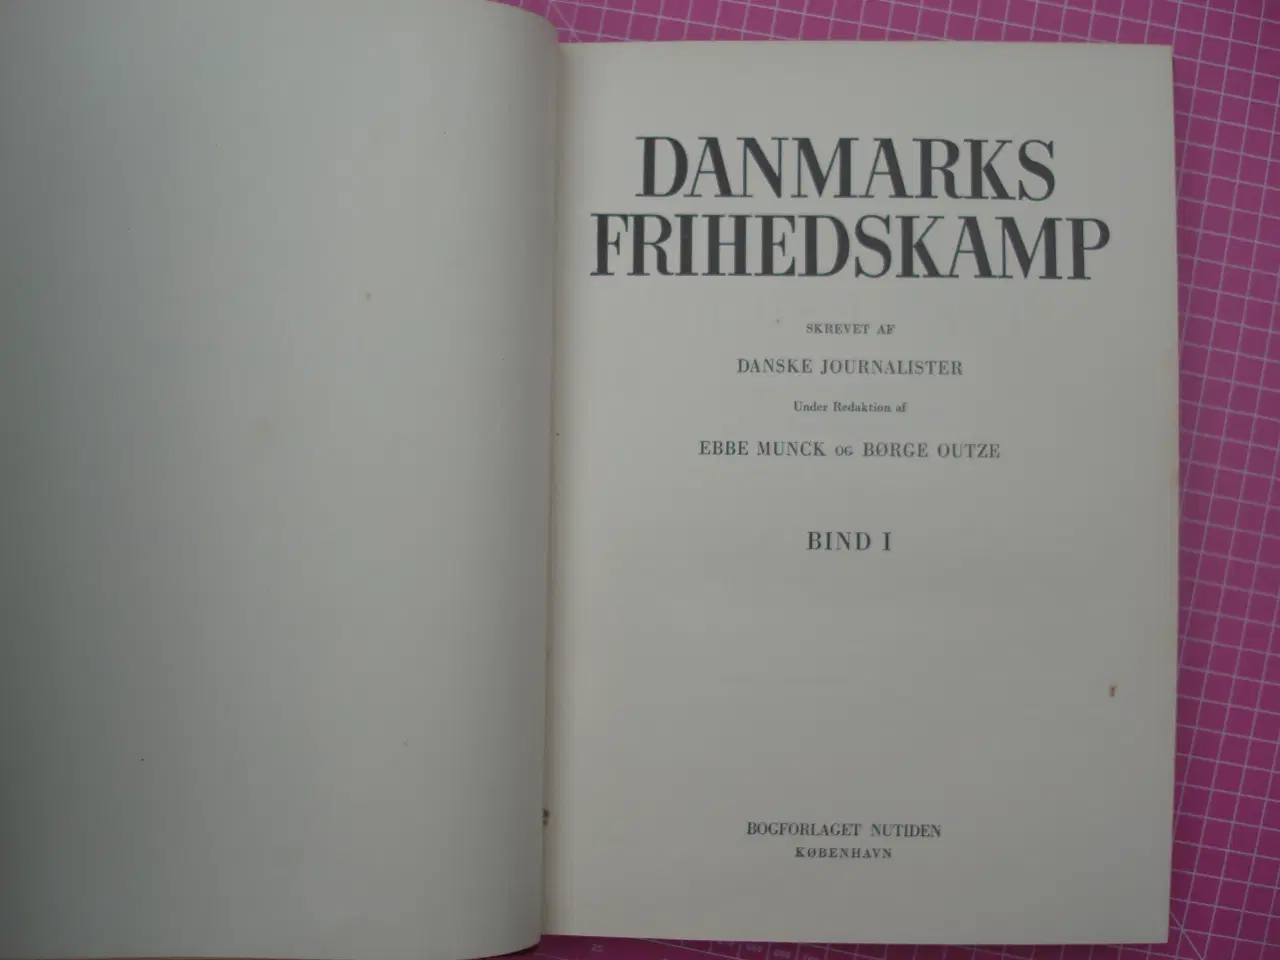 DANMARKS
FRIHEDSKAMP
SKREVET AF
DANSKE JOURNALISTER
Under Redaktion af
EBBE MUNCK OG BØRGE OUTZE
BIND I
BOGFORLAGET NUTIDEN
KØBENHAVN